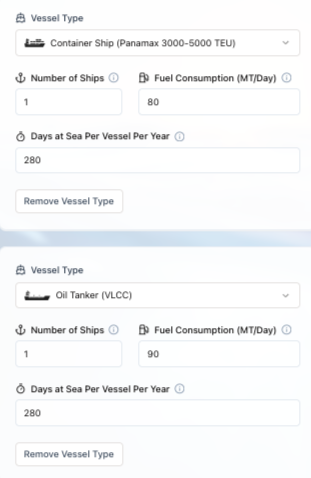 Vessel Type
Container Ship (Panamax 3000-5000 TEU)
Number of Ships Fuel Consumption (MT/Day)
1 80
Days at Sea Per Vessel Per Year
280
Remove Vessel Type
Vessel Type
Oil Tanker (VLCC)
Number of Ships Fuel Consumption (MT/Day)
1 90
Days at Sea Per Vessel Per Year
280
Remove Vessel Type